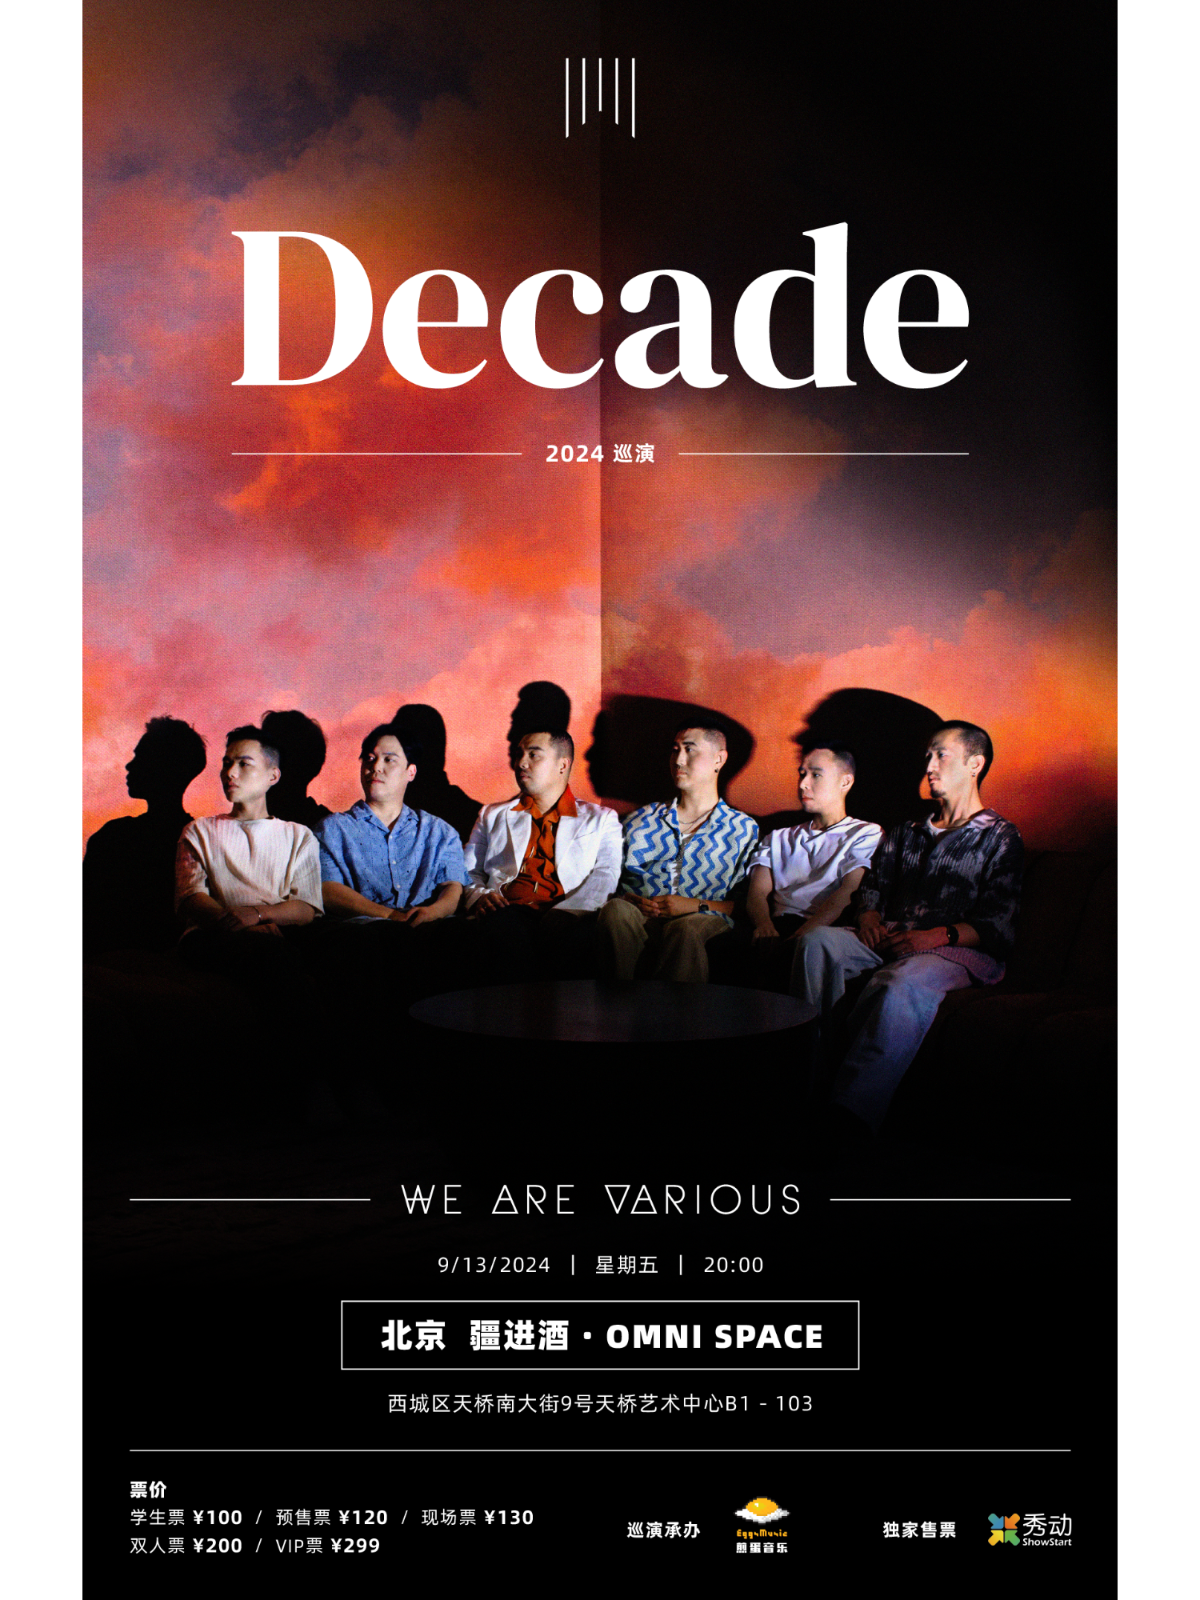 Decade
2024 巡演
WE ARE VARIOUS
9/13/2024 | 星期五 | 20:00
北京 疆进酒 · OMNI SPACE
西城区天桥南大街9号天桥艺术中心B1 - 103
票价
学生票 ¥100 / 预售票 ¥120 / 现场票 ¥130
双人票 ¥200 / VIP票 ¥299
巡演承办
EggsMusic
煎蛋音乐
独家售票
秀动
ShowStart